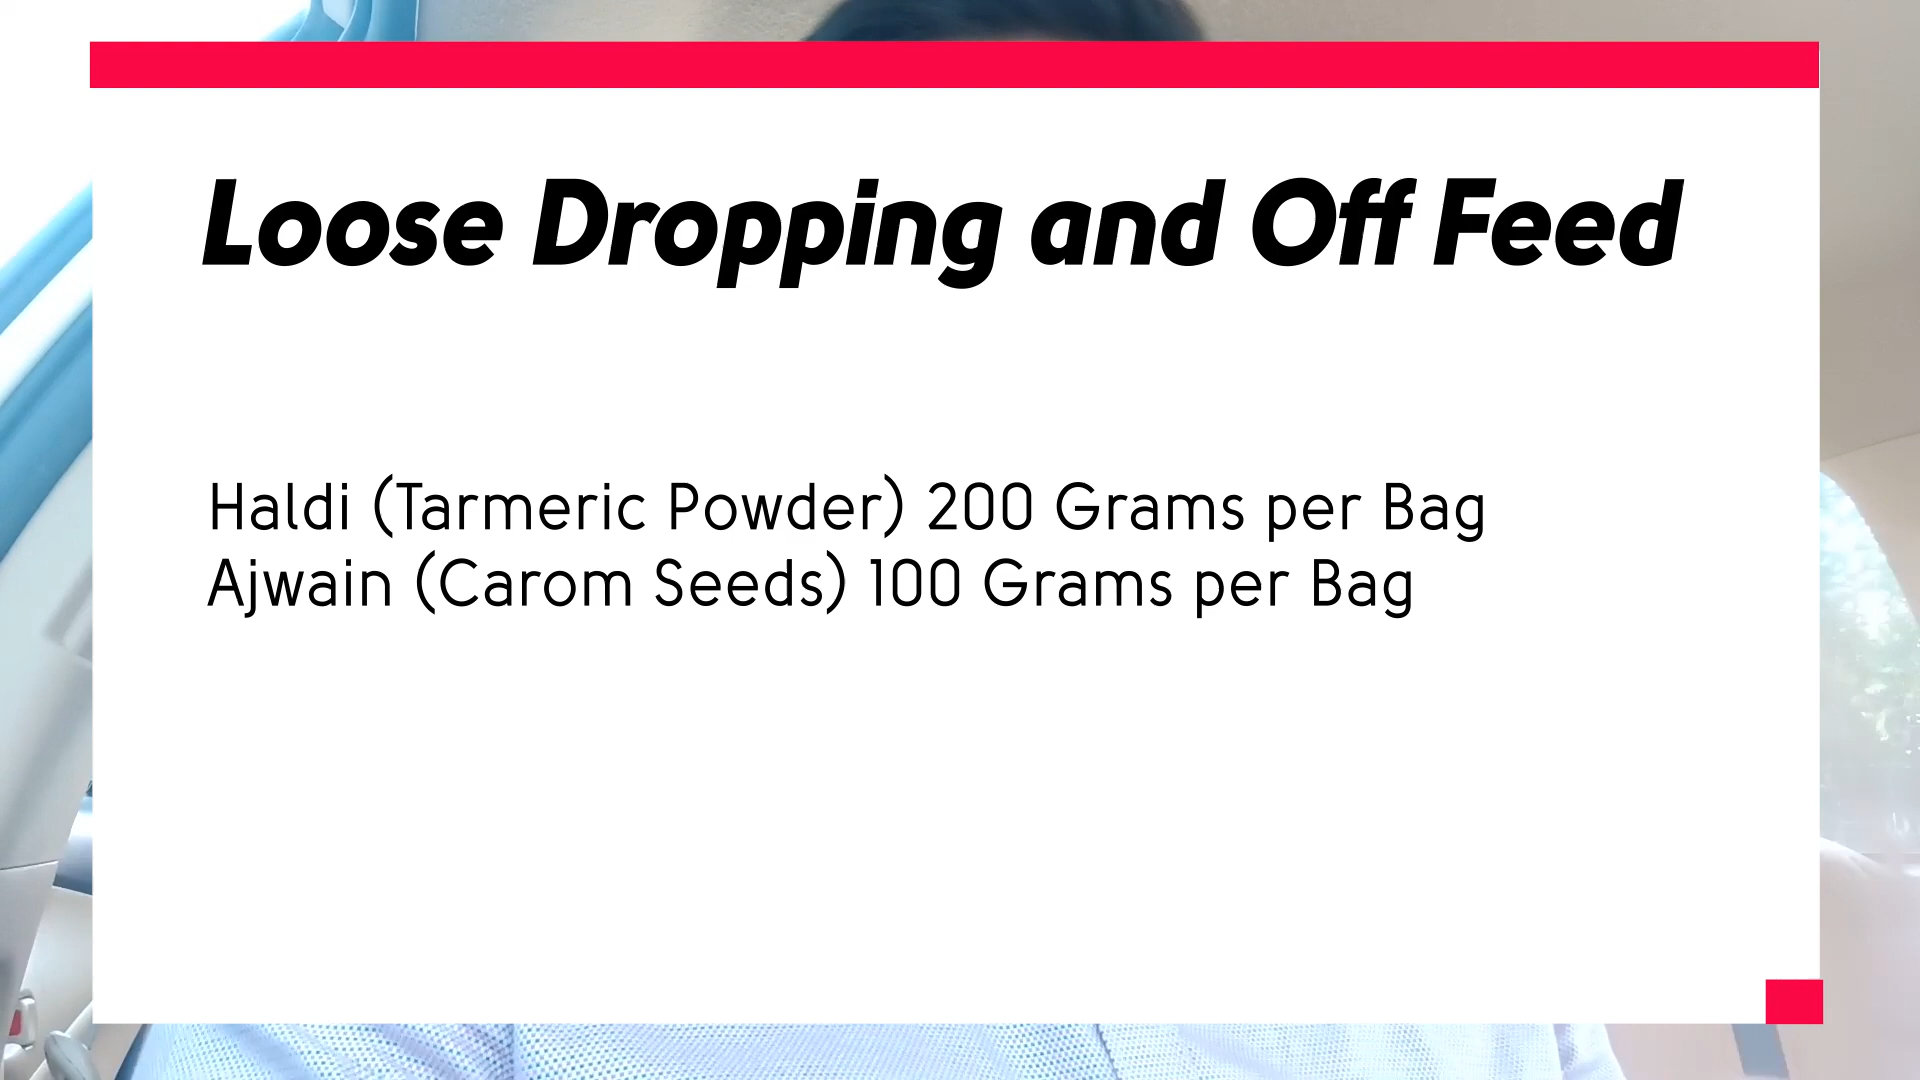 Loose Dropping and Off Feed
Haldi (Tarmeric Powder) 200 Grams per Bag
Ajwain (Carom Seeds) 100 Grams per Bag